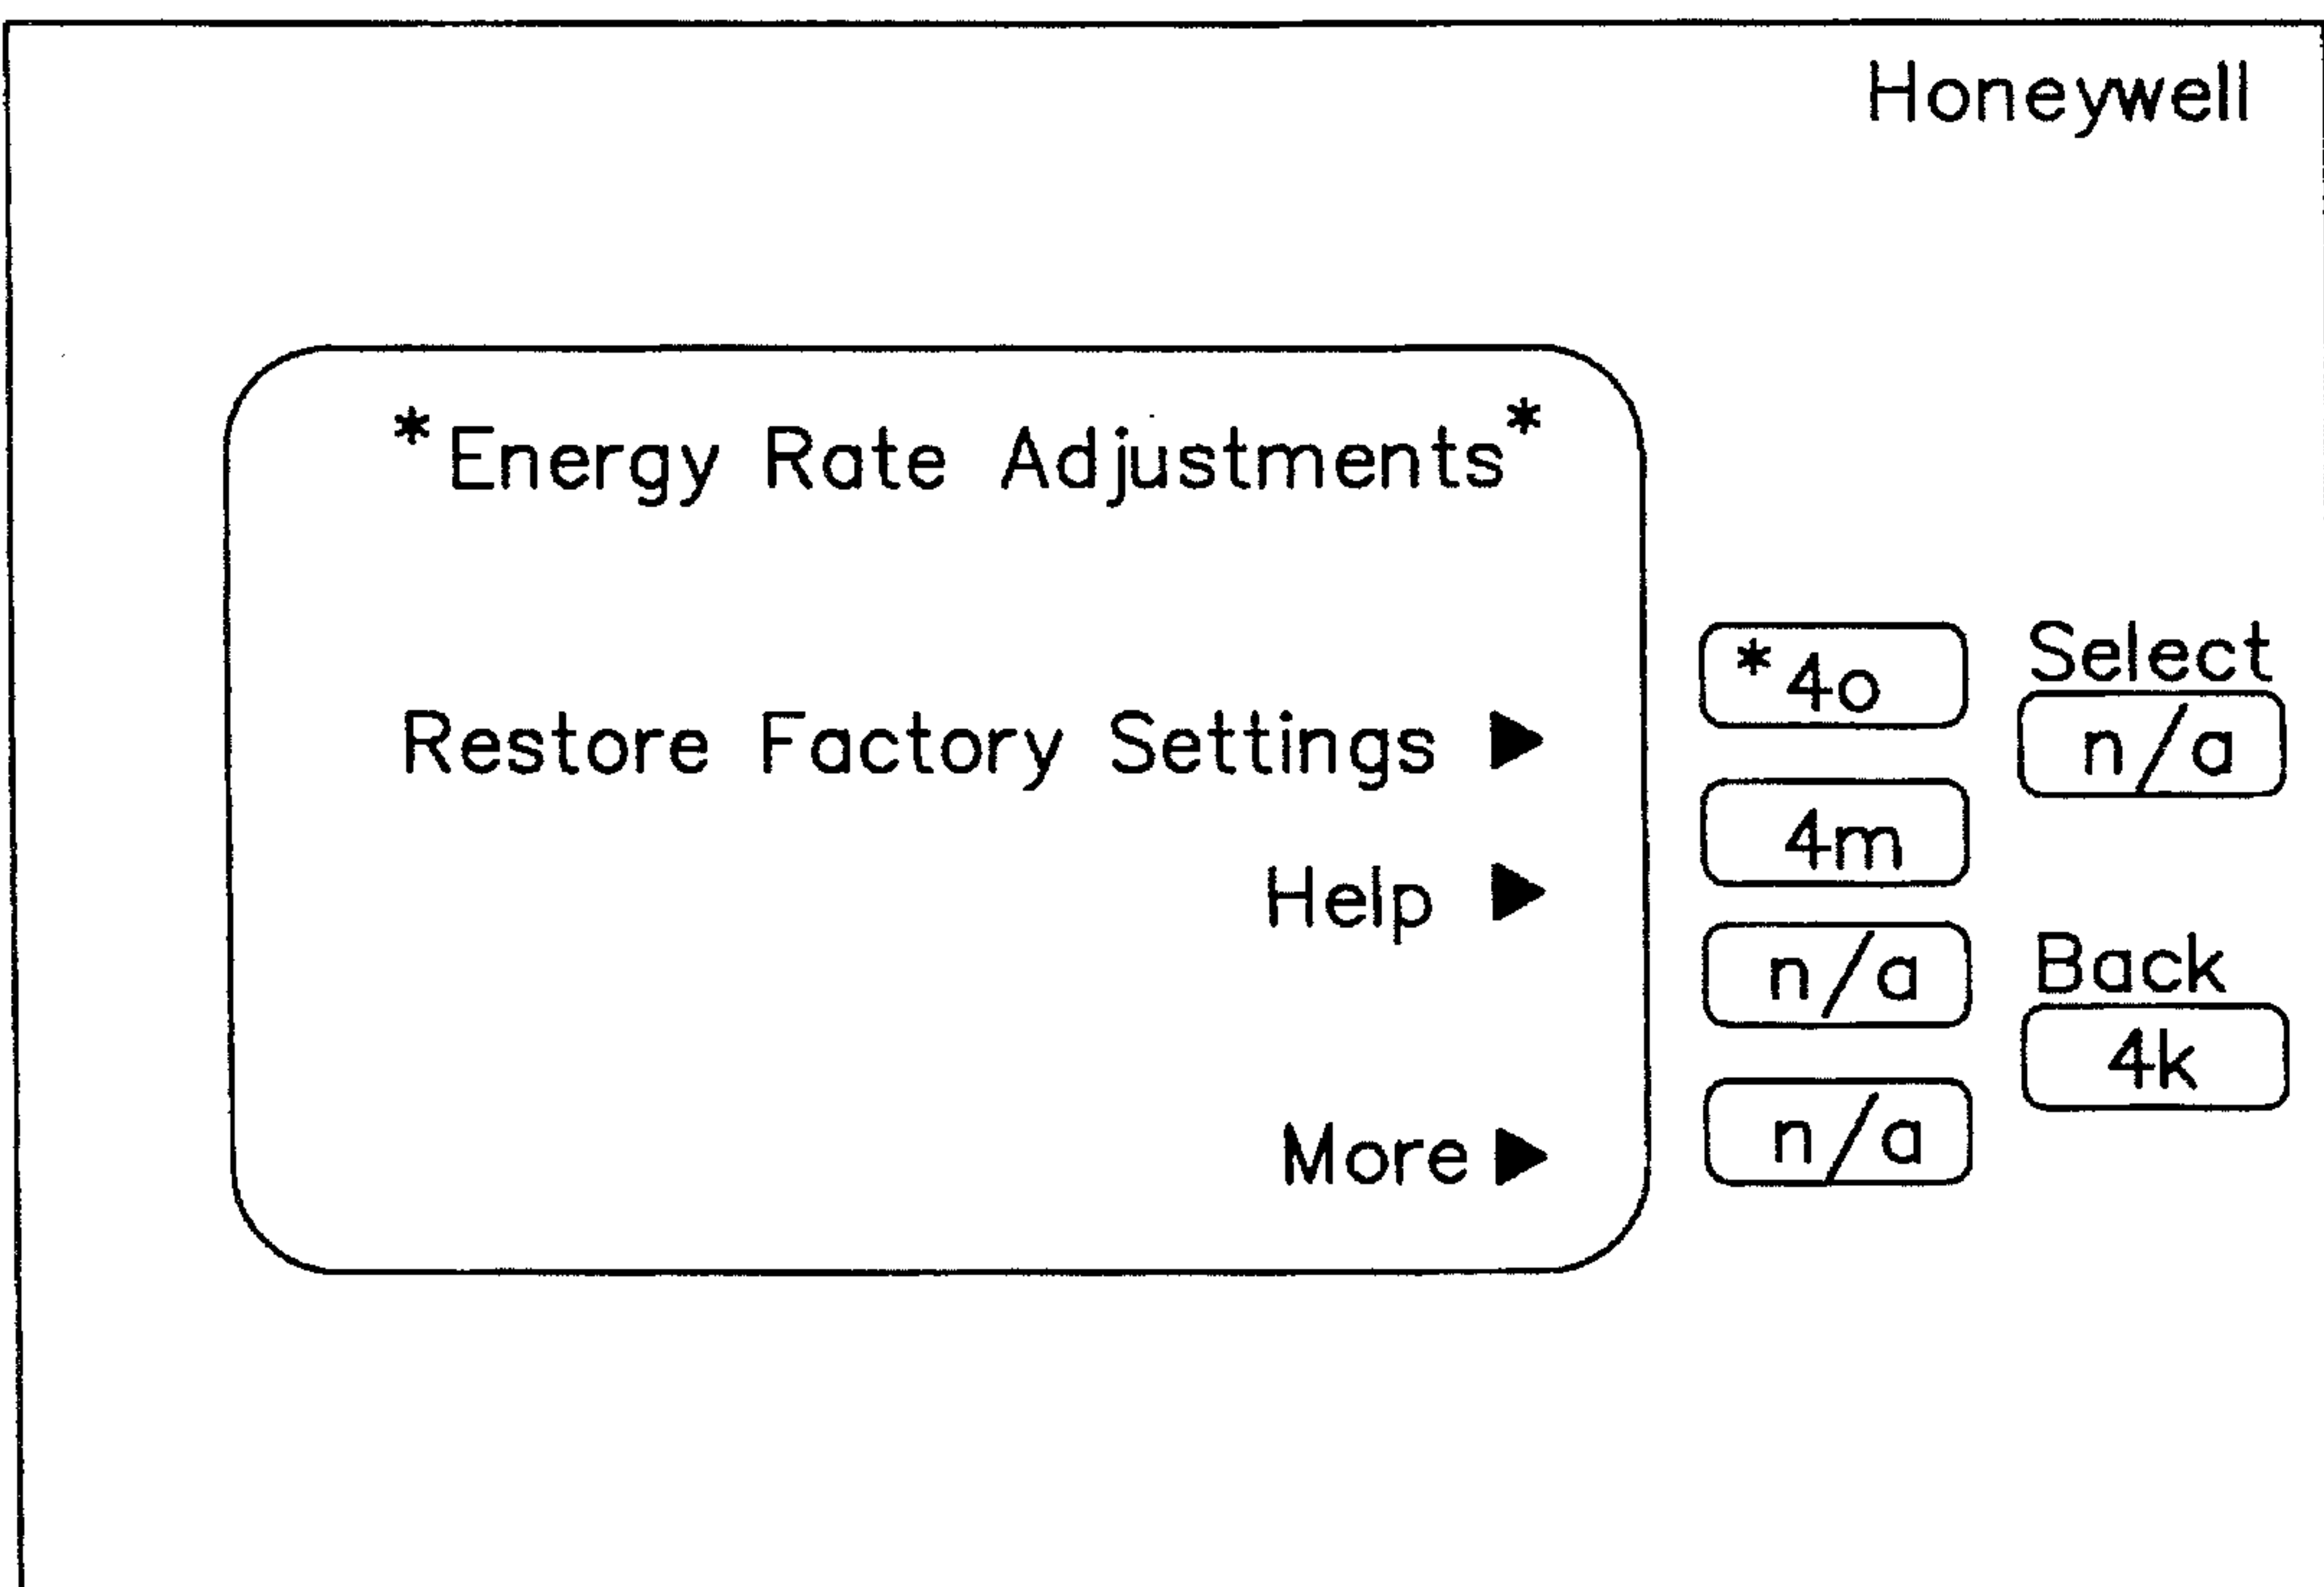 Honeywell
*Energy Rate Adjustments*
*4o
Select
Restore Factory Settings ▶
n/a
4m
Help ▶
n/a
Back
4k
More ▶
n/a